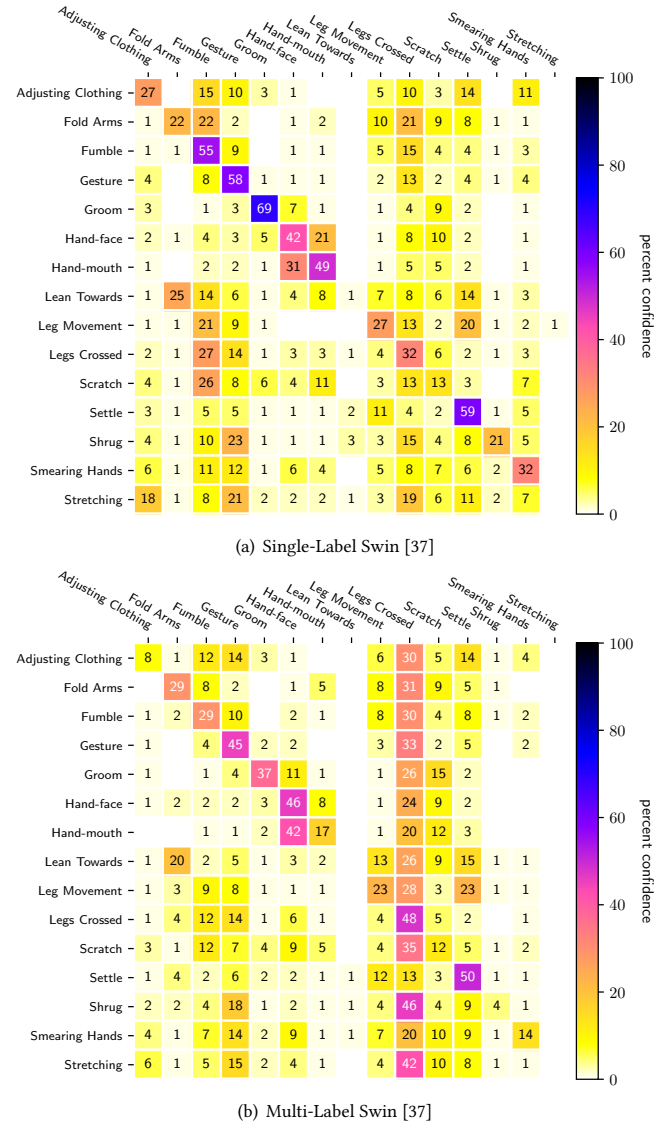 Adjusting Clothing
Fold Arms
Fumble
Gesture
Groom
Hand-face
Hand-mouth
Lean Towards
Leg Movement
Legs Crossed
Scratch
Settle
Shrug
Smearing Hands
Stretching
Adjusting Clothing 27 15 10 3 1 5 10 3 14 11
Fold Arms 1 22 22 2 1 2 10 21 9 8 1 1
Fumble 1 1 55 9 1 1 5 15 4 4 1 3
Gesture 4 8 58 1 1 1 2 13 2 4 1 4
Groom 3 1 3 69 7 1 1 4 9 2 1
Hand-face 2 1 4 3 5 42 21 1 8 10 2 1
Hand-mouth 1 2 2 1 31 49 1 5 5 2 1
Lean Towards 1 25 14 6 1 4 8 1 7 8 6 14 1 3
Leg Movement 1 1 21 9 1 27 13 2 20 1 2 1
Legs Crossed 2 1 27 14 1 3 3 1 4 32 6 2 1 3
Scratch 4 1 26 8 6 4 11 3 13 13 3 7
Settle 3 1 5 5 1 1 1 2 11 4 2 59 1 5
Shrug 4 1 10 23 1 1 1 3 3 15 4 8 21 5
Smearing Hands 6 1 11 12 1 6 4 5 8 7 6 2 32
Stretching 18 1 8 21 2 2 2 1 3 19 6 11 2 7
100
80
60
40
20
0
percent confidence
(a) Single-Label Swin [37]
Adjusting Clothing
Fold Arms
Fumble
Gesture
Groom
Hand-face
Hand-mouth
Lean Towards
Leg Movement
Legs Crossed
Scratch
Settle
Shrug
Smearing Hands
Stretching
Adjusting Clothing 8 1 12 14 3 1 6 30 5 14 1 4
Fold Arms 29 8 2 1 5 8 31 9 5 1
Fumble 1 2 29 10 2 1 8 30 4 8 1 2
Gesture 1 4 45 2 2 3 33 2 5 2
Groom 1 4 37 11 1 1 26 15 2
Hand-face 1 2 2 2 3 46 8 1 24 9 2
Hand-mouth 1 1 2 42 17 1 20 12 3
Lean Towards 1 20 2 5 1 3 2 13 26 9 15 1 1
Leg Movement 1 3 9 8 1 1 1 23 28 3 23 1 1
Legs Crossed 1 4 12 14 1 6 1 4 48 5 2 1
Scratch 3 1 12 7 4 9 5 4 35 12 5 1 2
Settle 1 4 2 6 2 2 1 1 12 13 3 50 1 1
Shrug 2 2 4 18 1 2 1 1 5 46 4 9 4 1
Smearing Hands 4 1 7 14 2 9 1 1 7 20 10 9 1 14
Stretching 6 1 5 15 2 4 1 4 42 10 8 1 1
100
80
60
40
20
0
percent confidence
(b) Multi-Label Swin [37]